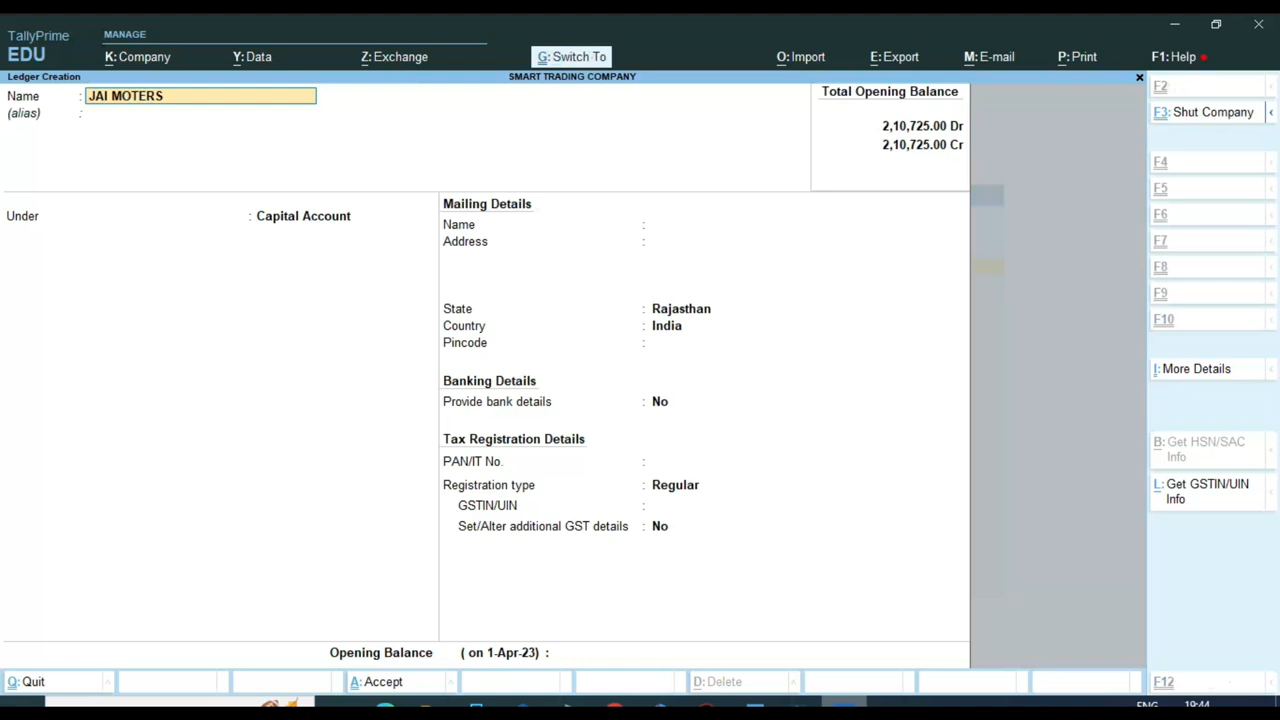 TallyPrime
EDU
MANAGE
K: Company
Y: Data
Z: Exchange
G: Switch To
O: Import
E: Export
M: E-mail
P: Print
F1: Help
Ledger Creation
SMART TRADING COMPANY
Name : JAI MOTERS
(alias) :
Total Opening Balance
2,10,725.00 Dr
2,10,725.00 Cr
Under : Capital Account
Mailing Details
Name :
Address :
State : Rajasthan
Country : India
Pincode :
Banking Details
Provide bank details : No
Tax Registration Details
PAN/IT No. :
Registration type : Regular
GSTIN/UIN :
Set/Alter additional GST details : No
Opening Balance ( on 1-Apr-23) :
F2
F3: Shut Company
F4
F5
F6
F7
F8
F9
F10
I: More Details
B: Get HSN/SAC
Info
L: Get GSTIN/UIN
Info
Q: Quit
A: Accept
D: Delete
F12
ENG
19:44